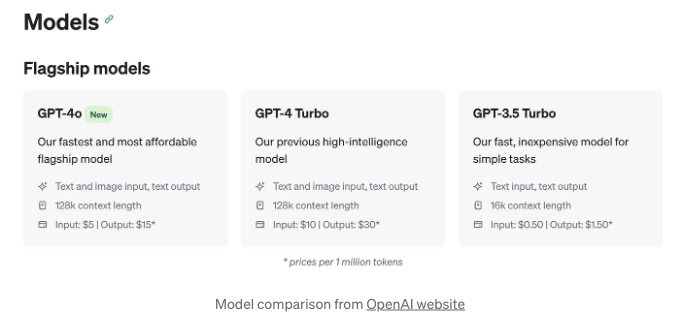 Models
Flagship models
GPT-4o New
Our fastest and most affordable
flagship model
Text and image input, text output
128k context length
Input: $5 | Output: $15*
GPT-4 Turbo
Our previous high-intelligence
model
Text and image input, text output
128k context length
Input: $10 | Output: $30*
GPT-3.5 Turbo
Our fast, inexpensive model for
simple tasks
Text input, text output
16k context length
Input: $0.50 | Output: $1.50*
* prices per 1 million tokens
Model comparison from OpenAI website